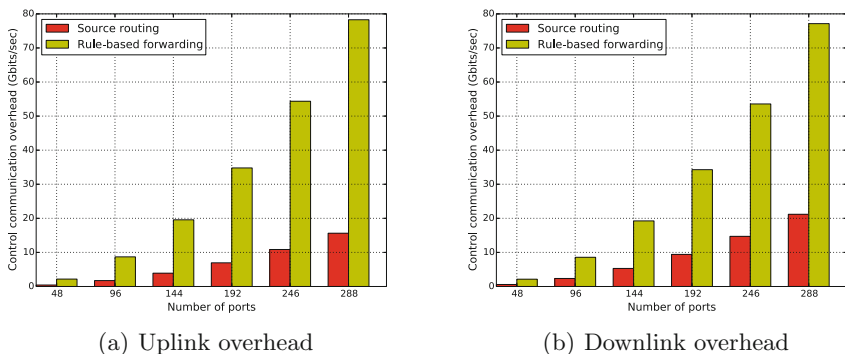 80
70
60
50
40
30
20
10
0
Control communication overhead (Gbits/sec)
Source routing
Rule-based forwarding
48 96 144 192 246 288
Number of ports
(a) Uplink overhead
80
70
60
50
40
30
20
10
0
Control communication overhead (Gbits/sec)
Source routing
Rule-based forwarding
48 96 144 192 246 288
Number of ports
(b) Downlink overhead